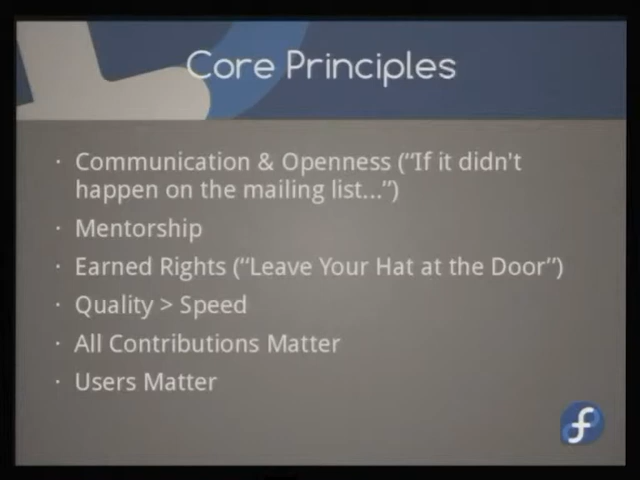 Core Principles
· Communication & Openness (“If it didn't
happen on the mailing list...”)
· Mentorship
· Earned Rights (“Leave Your Hat at the Door”)
· Quality > Speed
· All Contributions Matter
· Users Matter